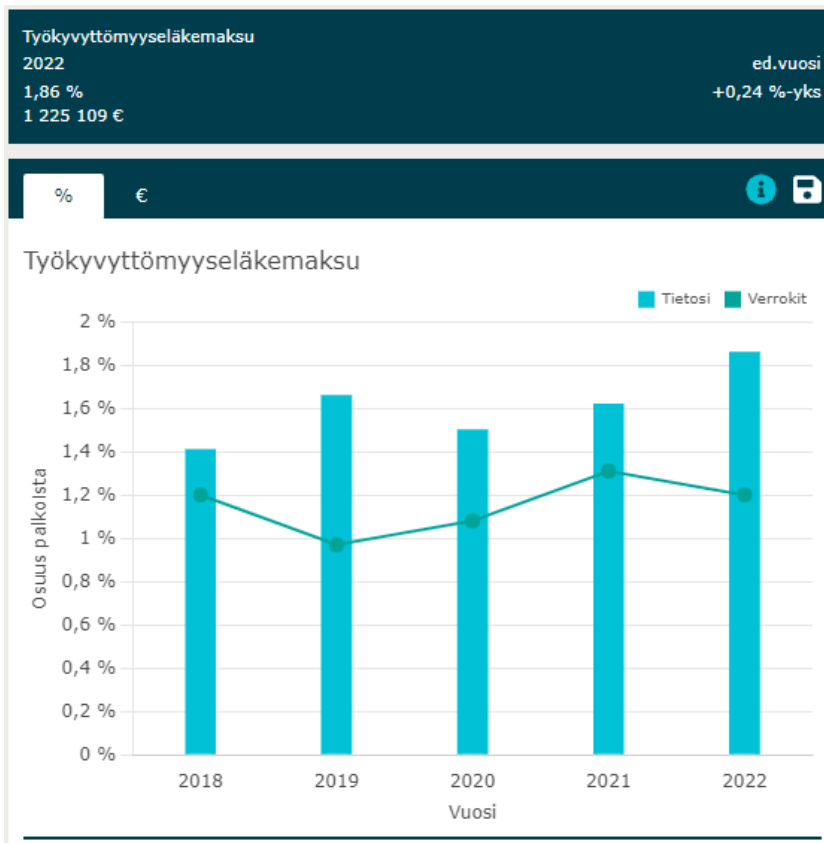 Työkyvyttömyyseläkemaksu
2022 ed.vuosi
1,86 % +0,24 %-yks
1 225 109 €
% €
Työkyvyttömyyseläkemaksu
Tietosi Verrokit
Osuus palkoista
2 %
1,8 %
1,6 %
1,4 %
1,2 %
1 %
0,8 %
0,6 %
0,4 %
0,2 %
0 %
2018 2019 2020 2021 2022
Vuosi